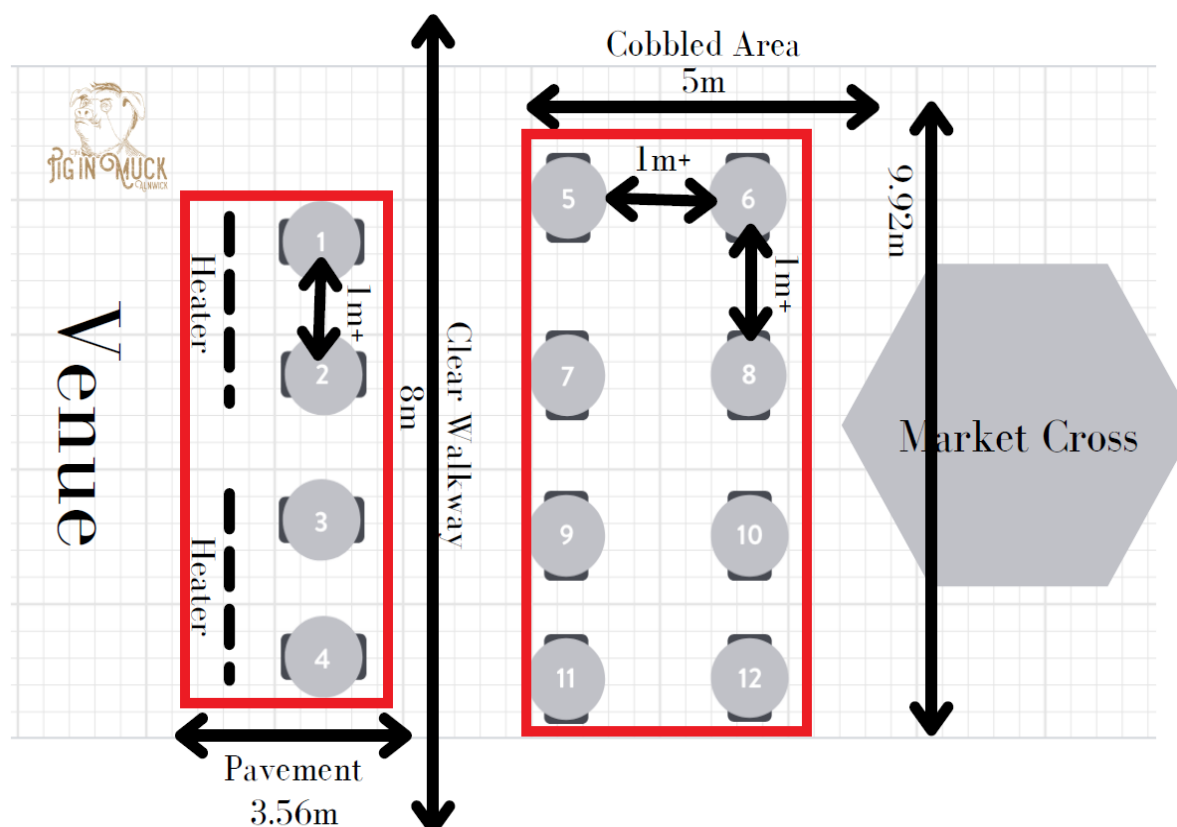 Cobbled Area
5m
PIG IN MUCK
ALNWICK
1m+
5
6
9.92m
1
1m+
Heater
1m+
Venue
2
8m
Clear Walkway
7
8
Market Cross
3
Heater
9
10
4
11
12
Pavement
3.56m